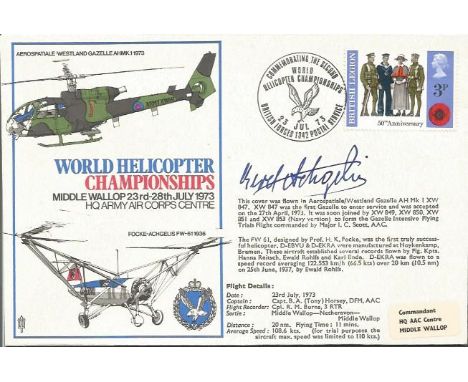 AEROSPATIALE/WESTLAND GAZELLE AH MK 1 1973
WORLD HELICOPTER
CHAMPIONSHIPS
MIDDLE WALLOP 23rd-28th JULY 1973
HQ ARMY AIR CORPS CENTRE
FOCKE-ACHGELIS FW-61 1936
COMMEMORATING THE SECOND
WORLD
HELICOPTER CHAMPIONSHIPS
23 JUL 73
BRITISH FORCES 1342 POSTAL SERVICE
BRITISH LEGION
3P
50th Anniversary
This cover was flown in Aerospatiale/Westland Gazelle AH Mk I XW
847. XW 847 was the first Gazelle to enter service and was accepted
on the 27th April, 1973. It was soon joined by XW 849, XW 850, XW
851 and XW 853 (Navy version) to form the Gazelle Intensive Flying
Trials Flight commanded by Major I. C. Scott, AAC.
The FW 61, designed by Prof. H. K. Focke, was the first truly success-
ful helicopter. D-EBVU & D-EKRA were manufactured at Hoykenkamp,
Bremen. These aircraft established several records flown by Fig. Kpt.
Hanna Reitsch, Ewald Rohlfs and Karl Bode. D-EKRA was flown to a
speed record averaging 122.553 km/h (66.5 kts) over 20 km (10.5 nm)
on 25th June, 1937, by Ewald Rohlfs.
Flight Details :
Date : 23rd July, 1973
Captain : Capt. B. A. (Tony) Horsey, DFM, AAC
Flight Recorder: Cpl. R. M. Burne, 3 RTR
Sortie : Middle Wallop—Netheravon—
Middle Wallop
Distance : 20 nm. Flying Time : 11 mins.
Average Speed : 108.6 kts. (for trial purposes the
aircraft max. speed was limited to 110 kts.)
Commandant
HQ AAC Centre
MIDDLE WALLOP